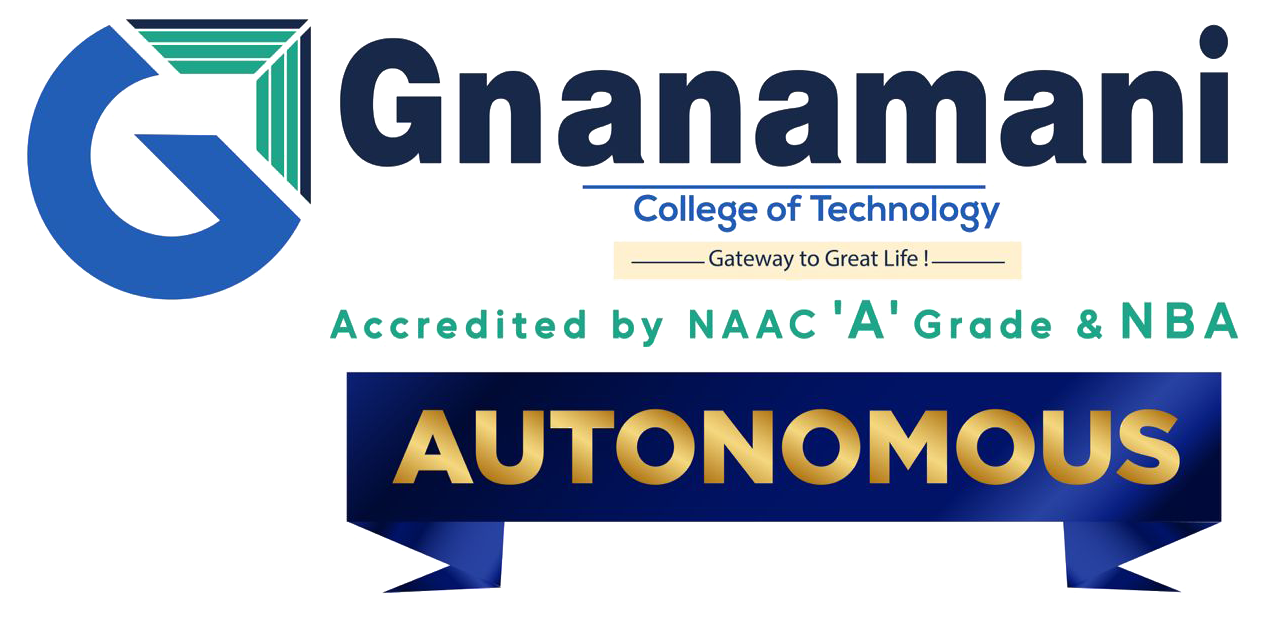 Gnanamani
College of Technology
Gateway to Great Life !
Accredited by NAAC 'A' Grade & NBA
AUTONOMOUS